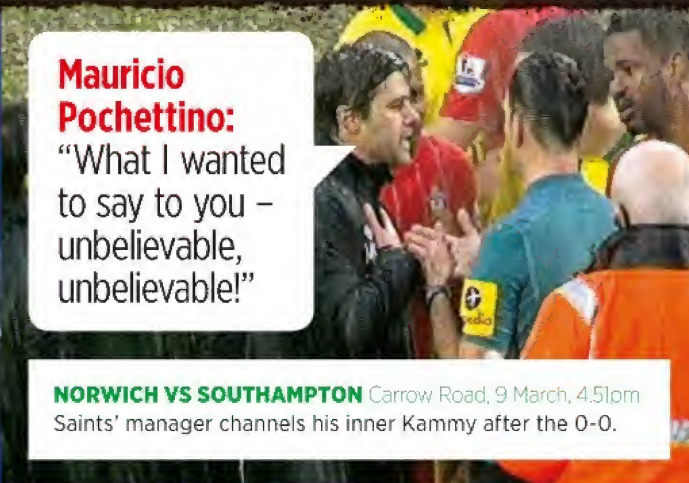 Mauricio
Pochettino:
“What I wanted
to say to you –
unbelievable,
unbelievable!”
NORWICH VS SOUTHAMPTON Carrow Road, 9 March, 4.51pm
Saints’ manager channels his inner Kammy after the 0-0.